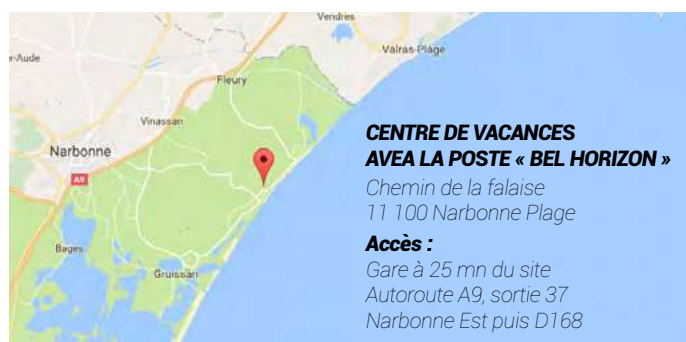 Vendres
Valras-Plage
r-Aude
Fleury
Vinassan
Narbonne
A9
Bages
Gruissan
CENTRE DE VACANCES
AVEA LA POSTE « BEL HORIZON »
Chemin de la falaise
11 100 Narbonne Plage
Accès :
Gare à 25 mn du site
Autoroute A9, sortie 37
Narbonne Est puis D168